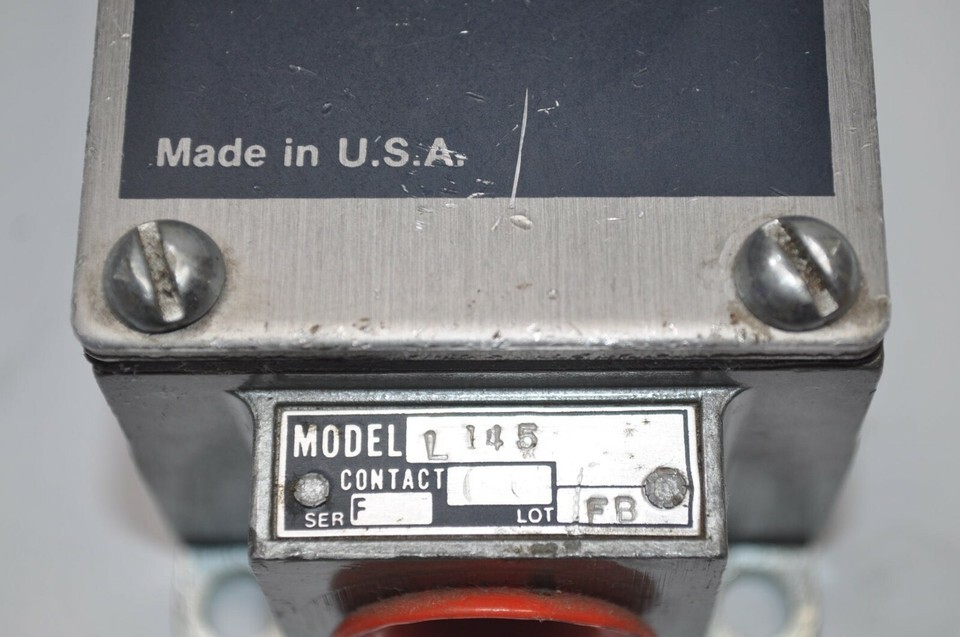 Made in U.S.A.
MODEL L 145
CONTACT
SER F
LOT FB